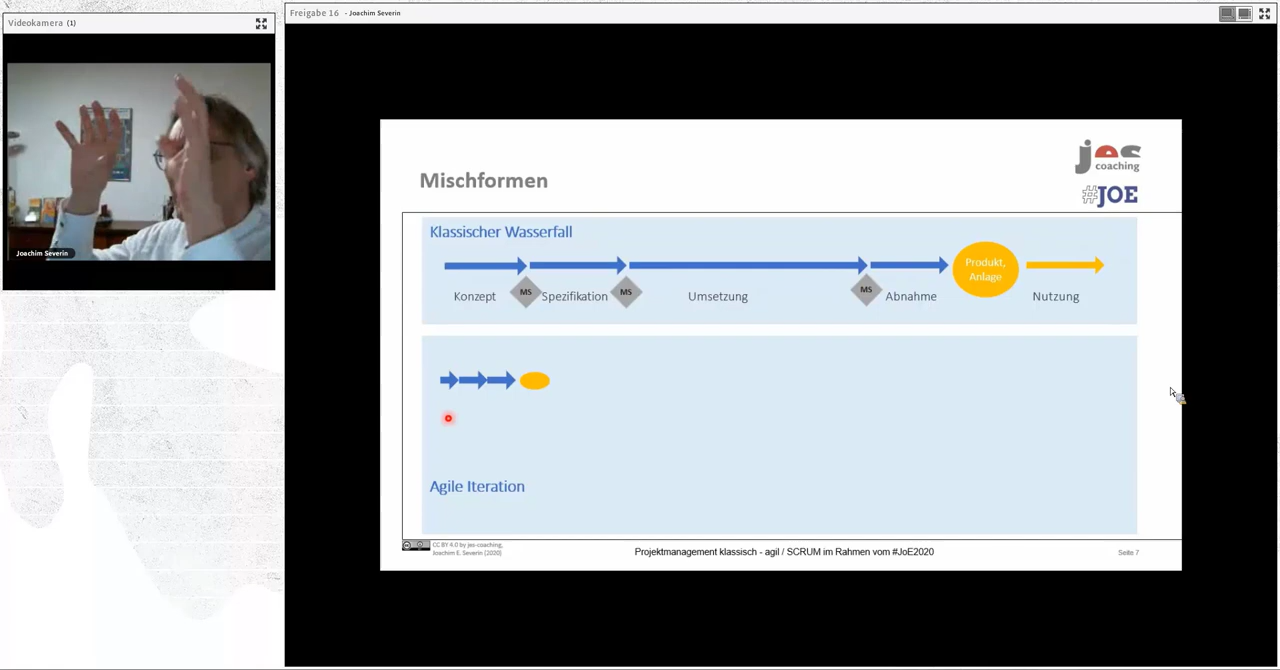 Videokamera (1)
Joachim Severin
Freigabe 16 - Joachim Severin
jes
coaching
#JOE
Mischformen
Klassischer Wasserfall
Produkt,
Anlage
MS
MS
MS
Konzept
Spezifikation
Umsetzung
Abnahme
Nutzung
Agile Iteration
CC BY 4.0 by jes-coaching,
Joachim E. Severin [2020]
Projektmanagement klassisch - agil / SCRUM im Rahmen vom #JoE2020
Seite 7